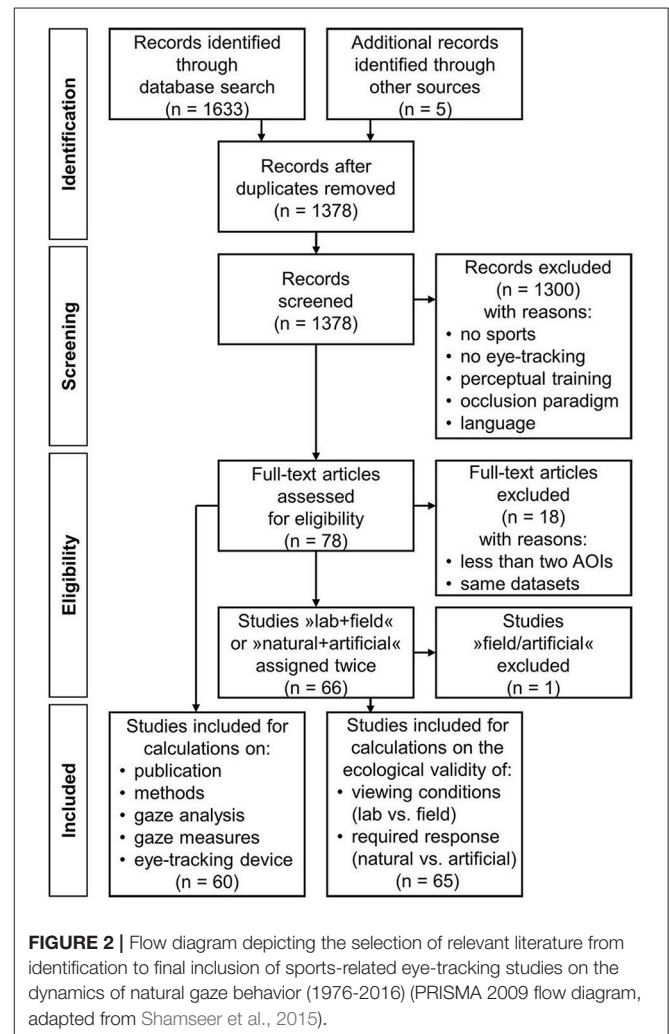 Identification
Records identified
through
database search
(n = 1633)
Additional records
identified through
other sources
(n = 5)
Records after
duplicates removed
(n = 1378)
Screening
Records
screened
(n = 1378)
Records excluded
(n = 1300)
with reasons:
• no sports
• no eye-tracking
• perceptual training
• occlusion paradigm
• language
Eligibility
Full-text articles
assessed
for eligibility
(n = 78)
Full-text articles
excluded
(n = 18)
with reasons:
• less than two AOIs
• same datasets
Studies »lab+field«
or »natural+artificial«
assigned twice
(n = 66)
Studies
»field/artificial«
excluded
(n = 1)
Included
Studies included for
calculations on:
• publication
• methods
• gaze analysis
• gaze measures
• eye-tracking device
(n = 60)
Studies included for
calculations on the
ecological validity of:
• viewing conditions
(lab vs. field)
• required response
(natural vs. artificial)
(n = 65)
FIGURE 2 | Flow diagram depicting the selection of relevant literature from
identification to final inclusion of sports-related eye-tracking studies on the
dynamics of natural gaze behavior (1976-2016) (PRISMA 2009 flow diagram,
adapted from Shamseer et al., 2015).